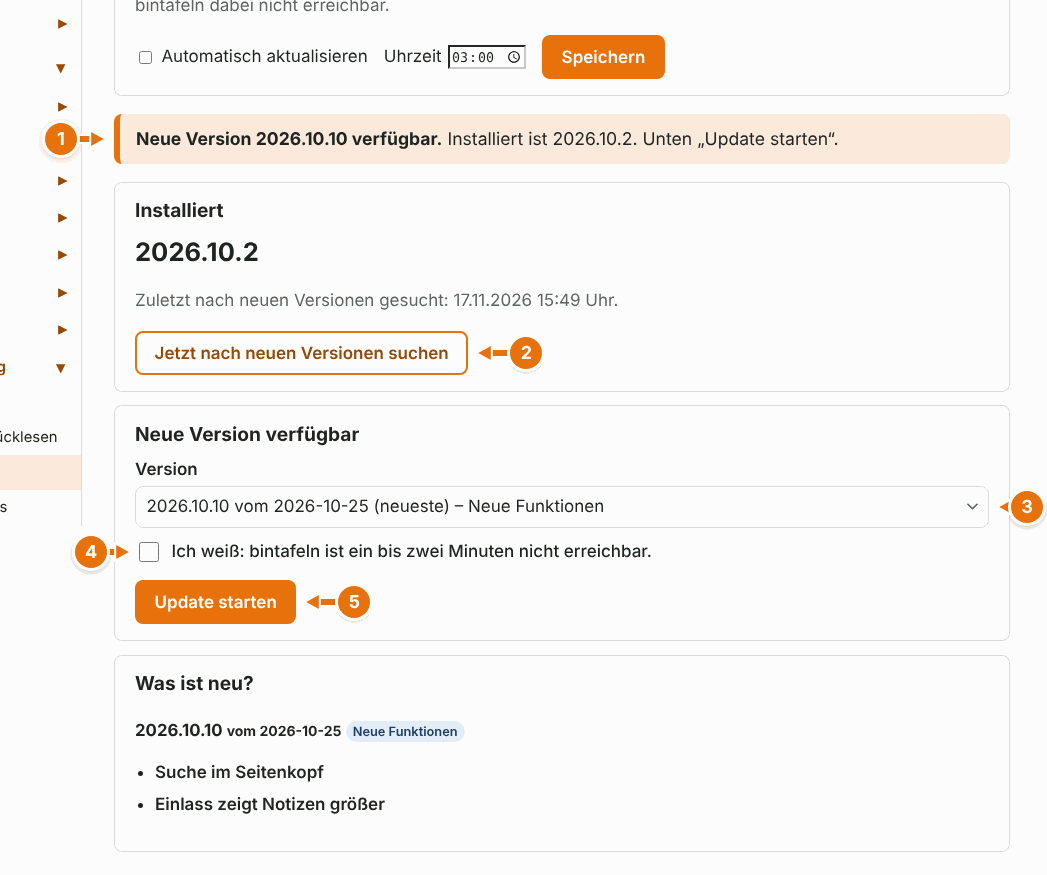 bintafeln dabei nicht erreichbar.
Automatisch aktualisieren Uhrzeit 03:00 Speichern
1 Neue Version 2026.10.10 verfügbar. Installiert ist 2026.10.2. Unten „Update starten“.
Installiert
2026.10.2
Zuletzt nach neuen Versionen gesucht: 17.11.2026 15:49 Uhr.
Jetzt nach neuen Versionen suchen 2
g
Neue Version verfügbar
ücklesen
Version
2026.10.10 vom 2026-10-25 (neueste) – Neue Funktionen 3
s
4 Ich weiß: bintafeln ist ein bis zwei Minuten nicht erreichbar.
Update starten 5
Was ist neu?
2026.10.10 vom 2026-10-25 Neue Funktionen
• Suche im Seitenkopf
• Einlass zeigt Notizen größer